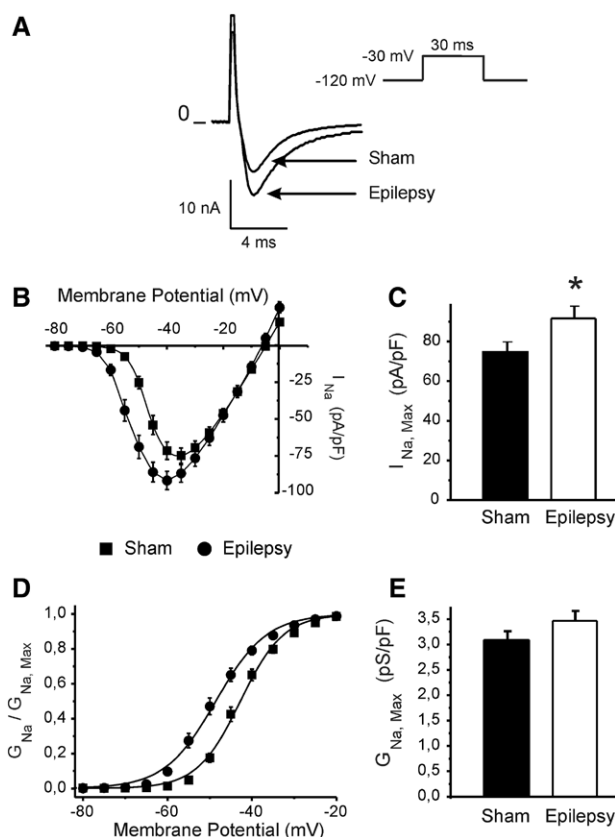 A
-30 mV
30 ms
-120 mV
0
Sham
Epilepsy
10 nA
4 ms
B
Membrane Potential (mV)
-80 -60 -40 -20
-25
-50
-75
-100
I Na (pA/pF)
C
*
I Na, Max (pA/pF)
80
60
40
20
0
Sham Epilepsy
Sham Epilepsy
D
G Na / G Na, Max
1,0
0,8
0,6
0,4
0,2
0,0
-80 -60 -40 -20
Membrane Potential (mV)
E
G Na, Max (pS/pF)
3,5
3,0
2,5
2,0
1,5
1,0
0,5
0,0
Sham Epilepsy